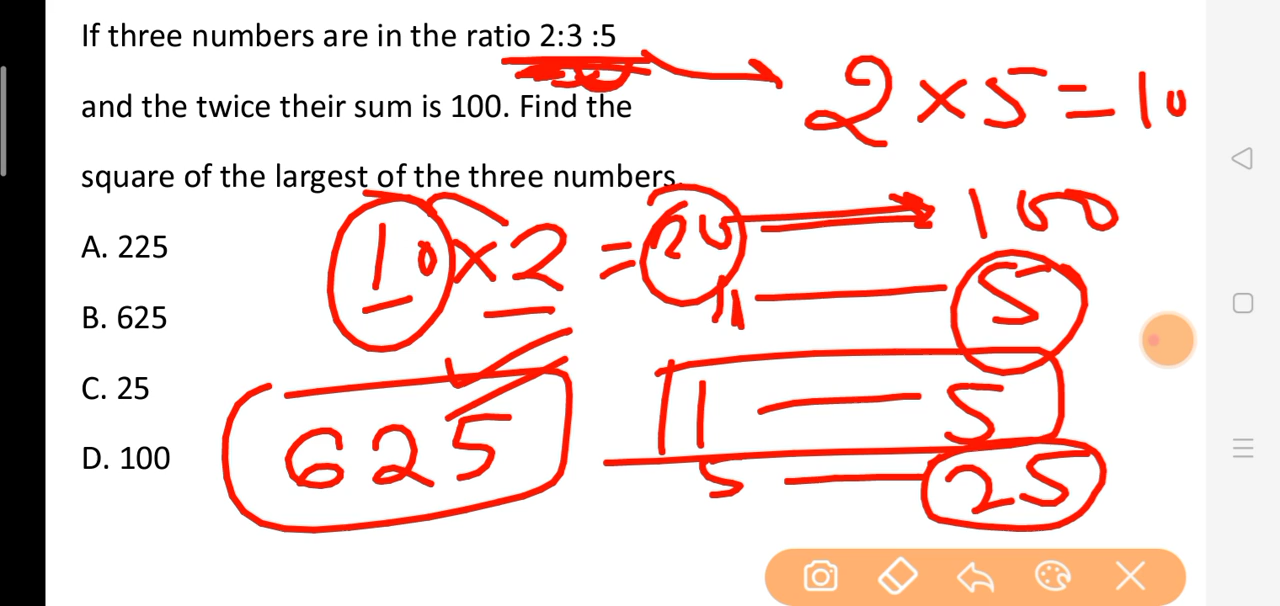 If three numbers are in the ratio 2:3 :5
2 × 5 = 10
and the twice their sum is 100. Find the
square of the largest of the three numbers.
10 × 2 = 20 → 100
A. 225
B. 625
C. 25
D. 100
11 — 5
1 — 5
5 — 25
625